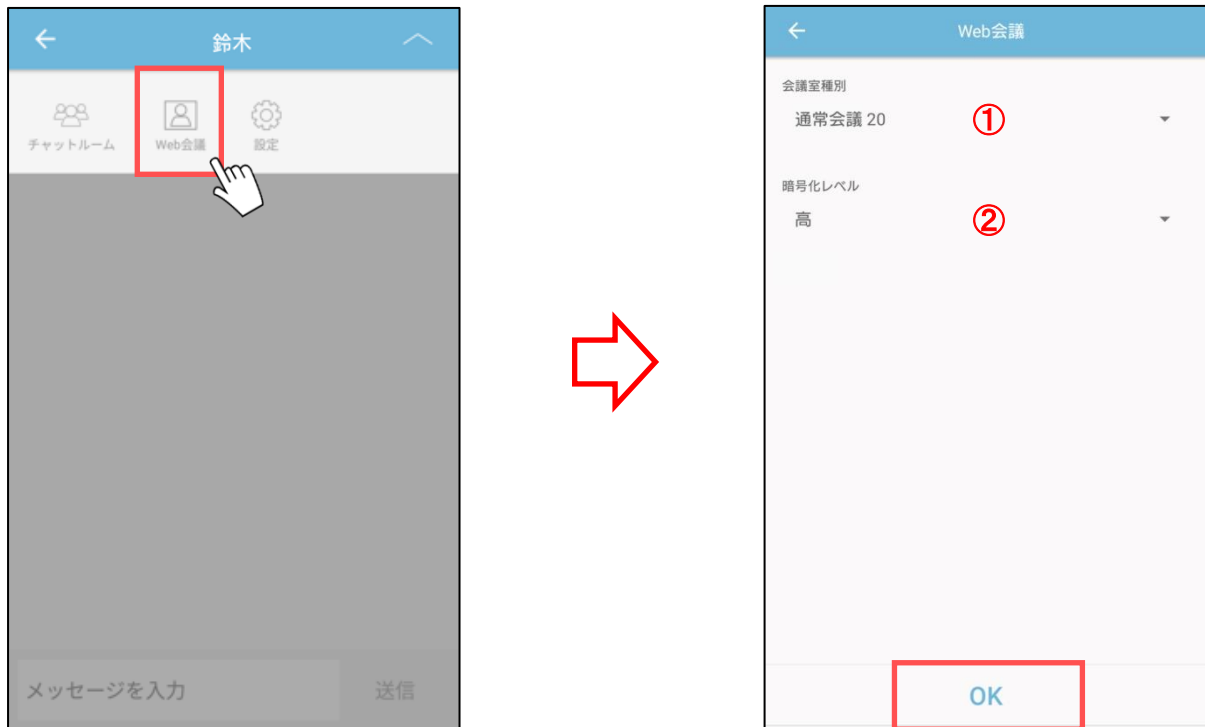 鈴木
チャットルーム
Web会議
設定
メッセージを入力
送信
Web会議
会議室種別
通常会議 20
①
暗号化レベル
高
②
OK